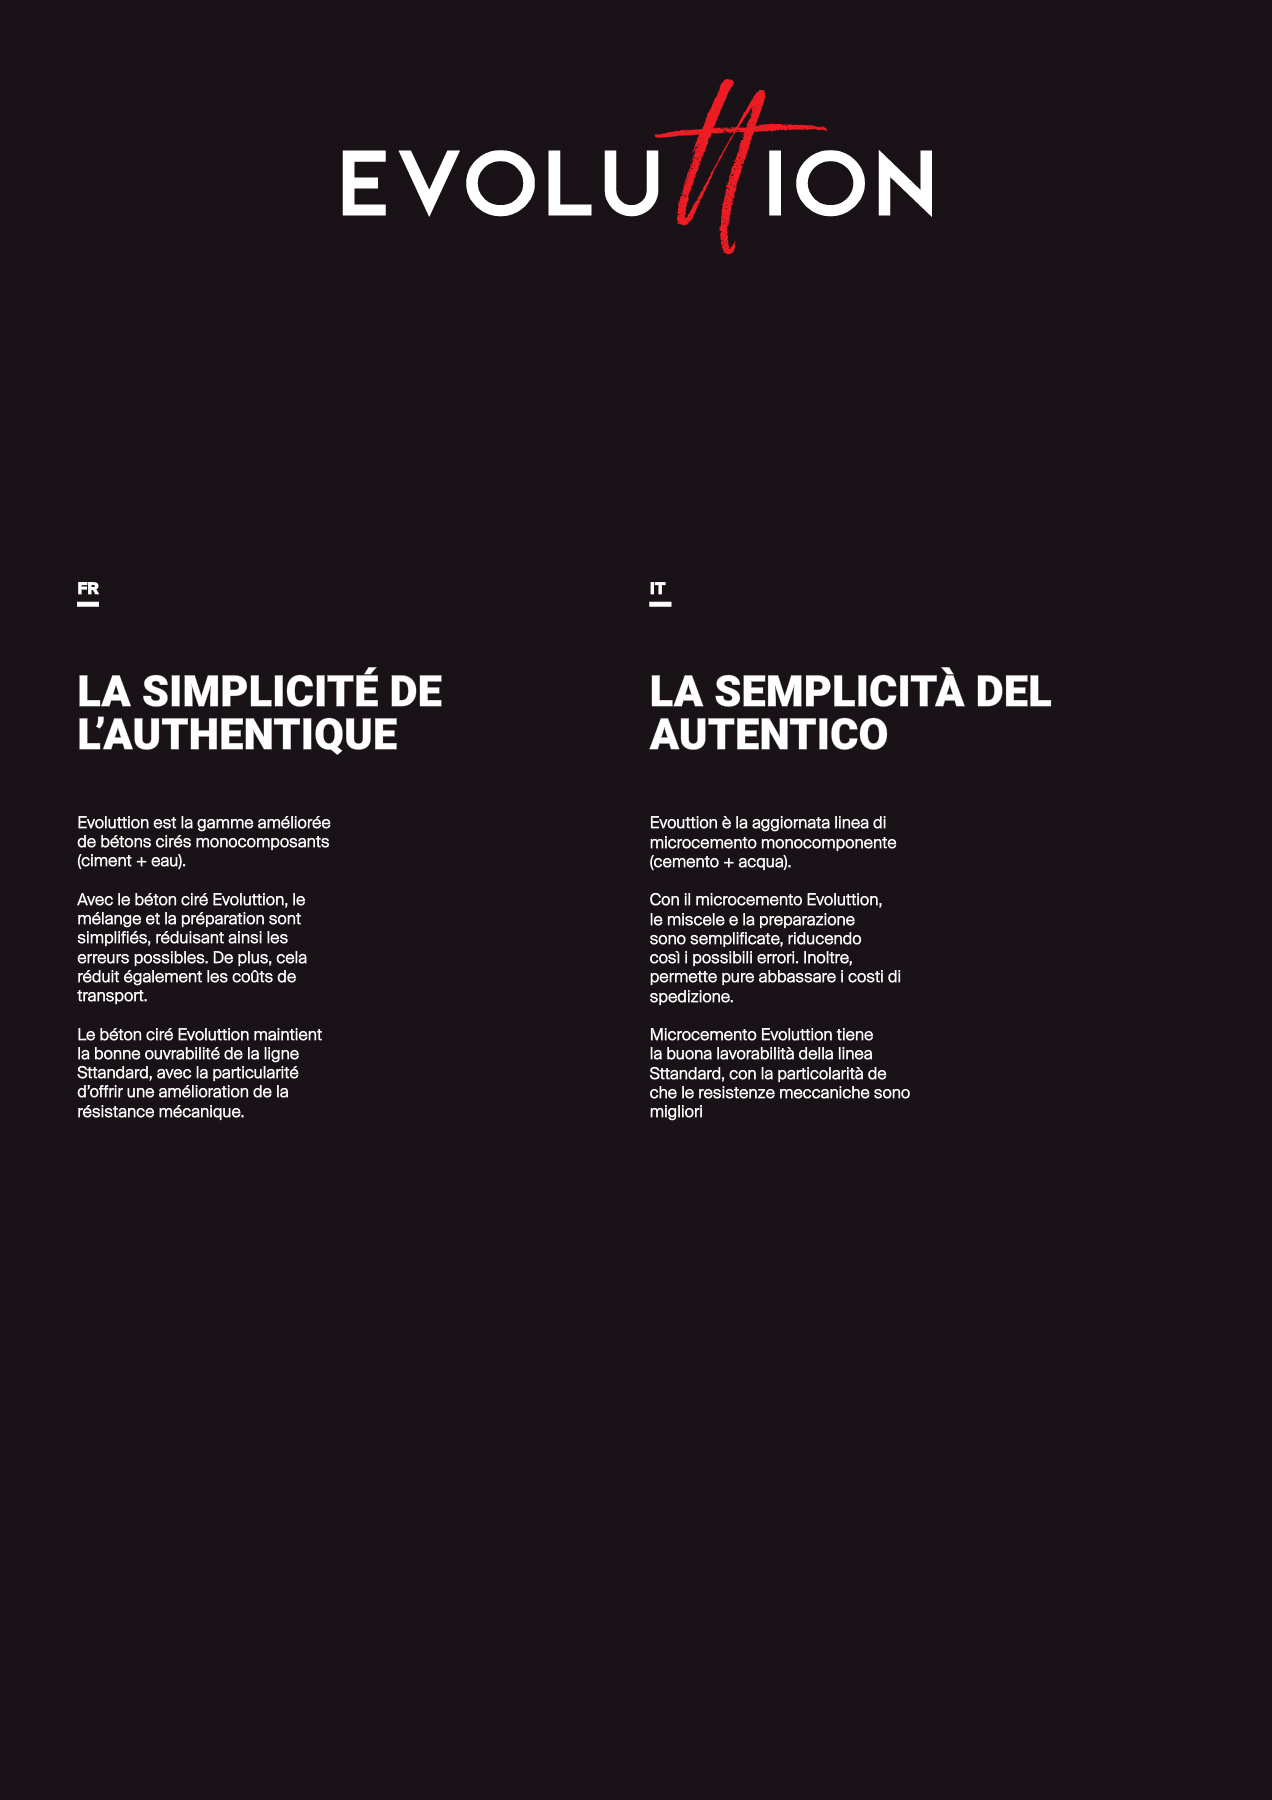 EVOLUttION
FR
LA SIMPLICITÉ DE
L’AUTHENTIQUE
Evoluttion est la gamme améliorée
de bétons cirés monocomposants
(ciment + eau).
Avec le béton ciré Evoluttion, le
mélange et la préparation sont
simplifiés, réduisant ainsi les
erreurs possibles. De plus, cela
réduit également les coûts de
transport.
Le béton ciré Evoluttion maintient
la bonne ouvrabilité de la ligne
Sttandard, avec la particularité
d’offrir une amélioration de la
résistance mécanique.
IT
LA SEMPLICITÀ DEL
AUTENTICO
Evouttion è la aggiornata linea di
microcemento monocomponente
(cemento + acqua).
Con il microcemento Evoluttion,
le miscele e la preparazione
sono semplificate, riducendo
così i possibili errori. Inoltre,
permette pure abbassare i costi di
spedizione.
Microcemento Evoluttion tiene
la buona lavorabilità della linea
Sttandard, con la particolarità de
che le resistenze meccaniche sono
migliori